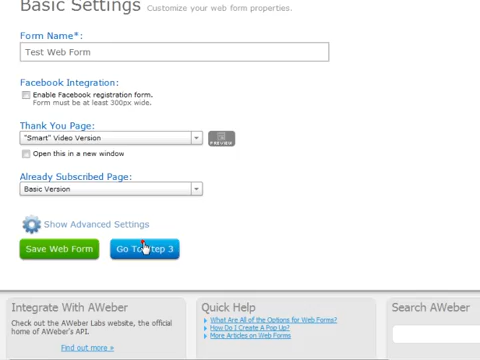 Basic Settings Customize your web form properties.
Form Name*:
Test Web Form
Facebook Integration:
Enable Facebook registration form.
Form must be at least 300px wide.
Thank You Page:
"Smart" Video Version
PREVIEW
Open this in a new window
Already Subscribed Page:
Basic Version
Show Advanced Settings
Save Web Form
Go To Step 3
Integrate With AWeber
Check out the AWeber Labs website, the official
home of AWeber's API.
Find out more »
Quick Help
What Are All of the Options for Web Forms?
How Do I Create A Pop Up?
More Articles on Web Forms
Search AWeber